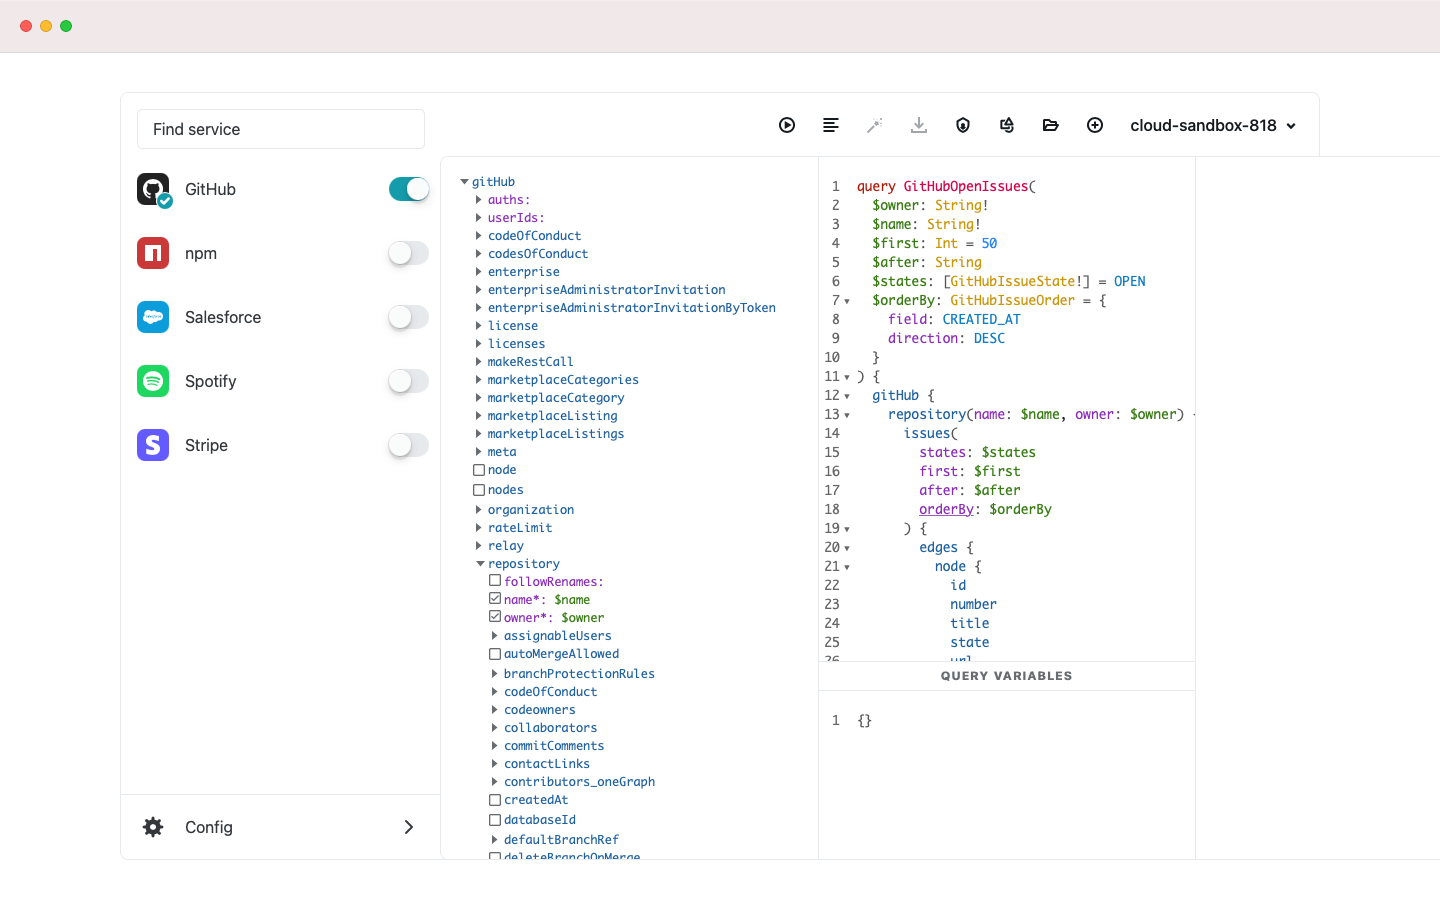 Find service
cloud-sandbox-818
GitHub
npm
Salesforce
Spotify
S
Stripe
Config
gitHub
auths:
userIds:
codeOfConduct
codesOfConduct
enterprise
enterpriseAdministratorInvitation
enterpriseAdministratorInvitationByToken
license
licenses
makeRestCall
marketplaceCategories
marketplaceCategory
marketplaceListing
marketplaceListings
meta
node
nodes
organization
rateLimit
relay
repository
followRenames:
name*: $name
owner*: $owner
assignableUsers
autoMergeAllowed
branchProtectionRules
codeOfConduct
codeowners
collaborators
commitComments
contactLinks
contributors_oneGraph
createdAt
databaseId
defaultBranchRef
deleteBranchOnMerge
1 query GitHubOpenIssues(
2 $owner: String!
3 $name: String!
4 $first: Int = 50
5 $after: String
6 $states: [GitHubIssueState!] = OPEN
7 $orderBy: GitHubIssueOrder = {
8 field: CREATED_AT
9 direction: DESC
10 }
11 ) {
12 gitHub {
13 repository(name: $name, owner: $owner) {
14 issues(
15 states: $states
16 first: $first
17 after: $after
18 orderBy: $orderBy
19 ) {
20 edges {
21 node {
22 id
23 number
24 title
25 state
26 url
QUERY VARIABLES
1 {}